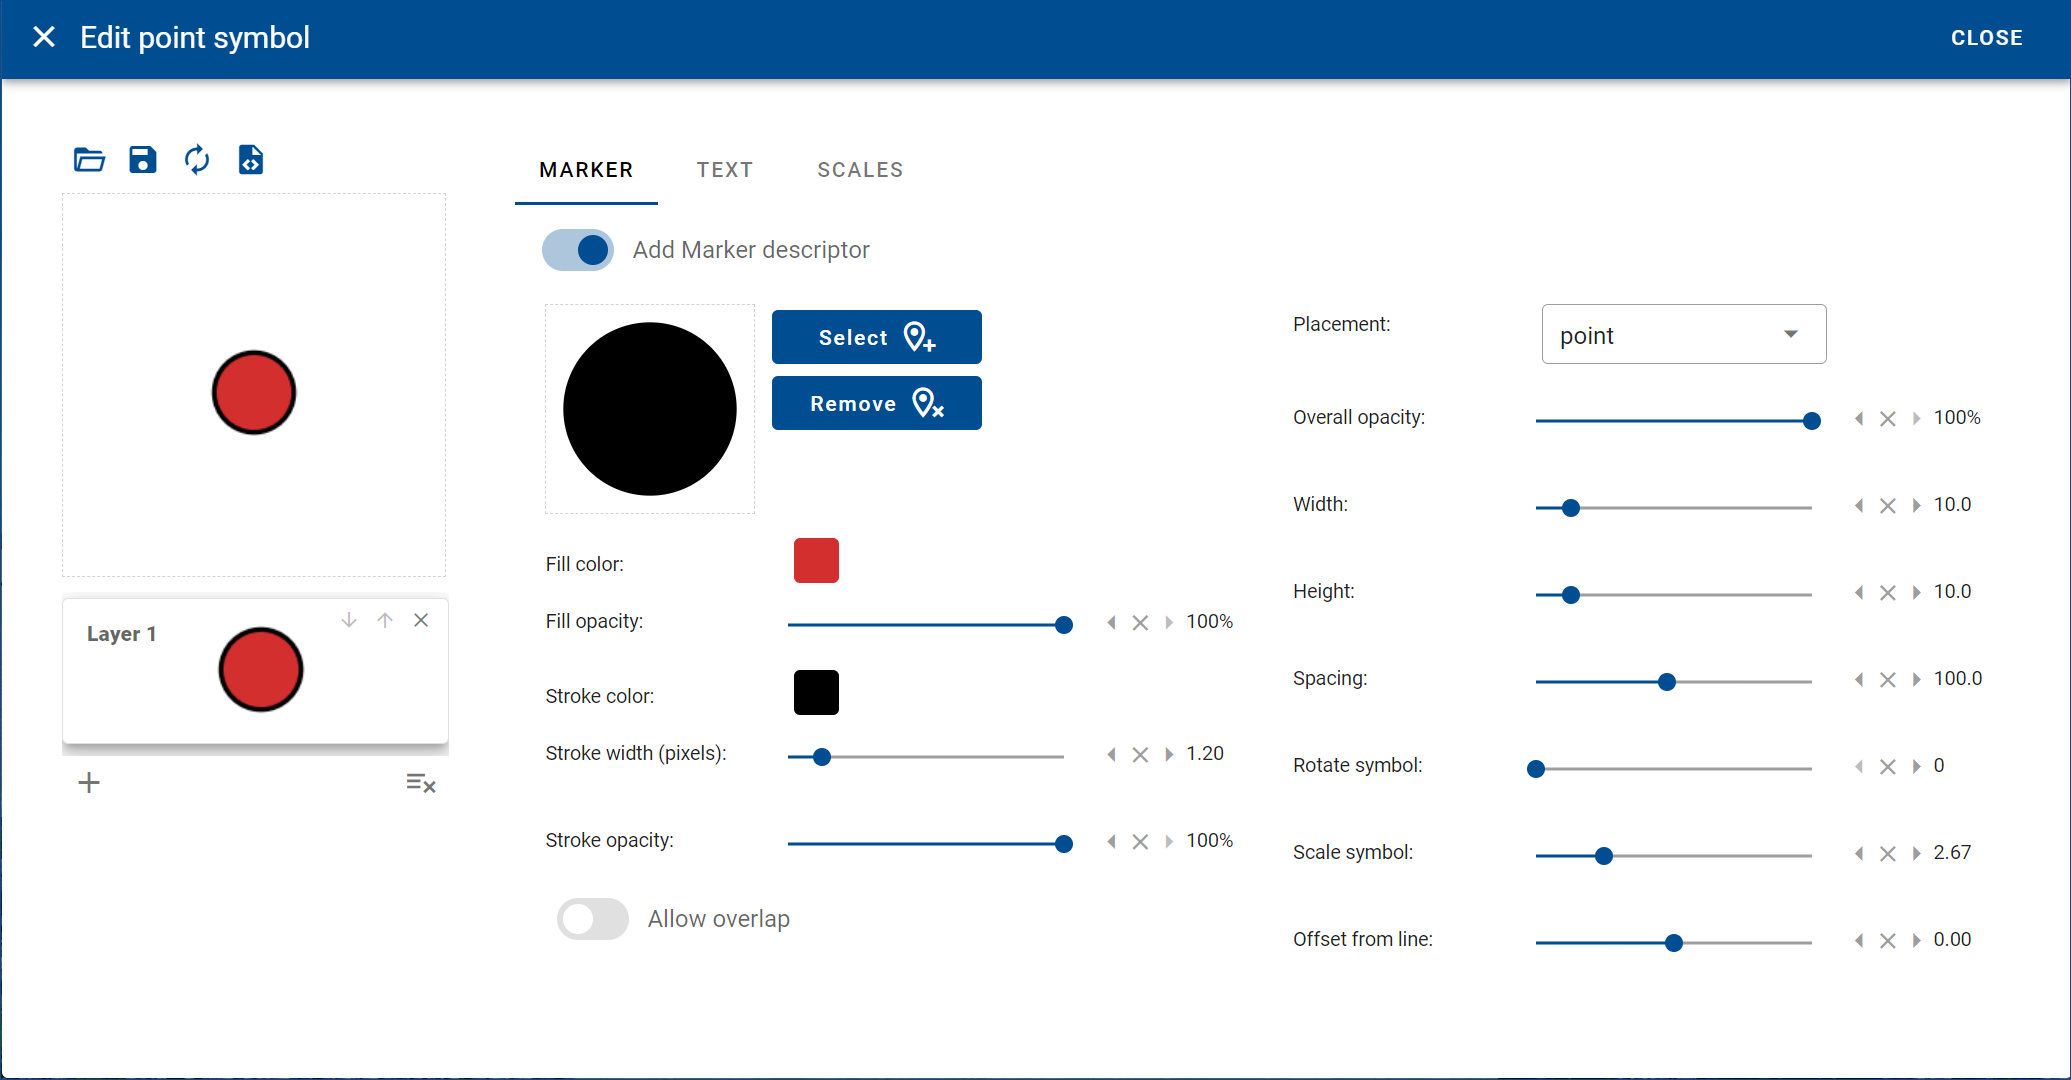 Edit point symbol
CLOSE
MARKER
TEXT
SCALES
Add Marker descriptor
Select
Remove
Fill color:
Fill opacity:
100%
Stroke color:
Stroke width (pixels):
1.20
Stroke opacity:
100%
Allow overlap
Placement:
point
Overall opacity:
100%
Width:
10.0
Height:
10.0
Spacing:
100.0
Rotate symbol:
0
Scale symbol:
2.67
Offset from line:
0.00
Layer 1